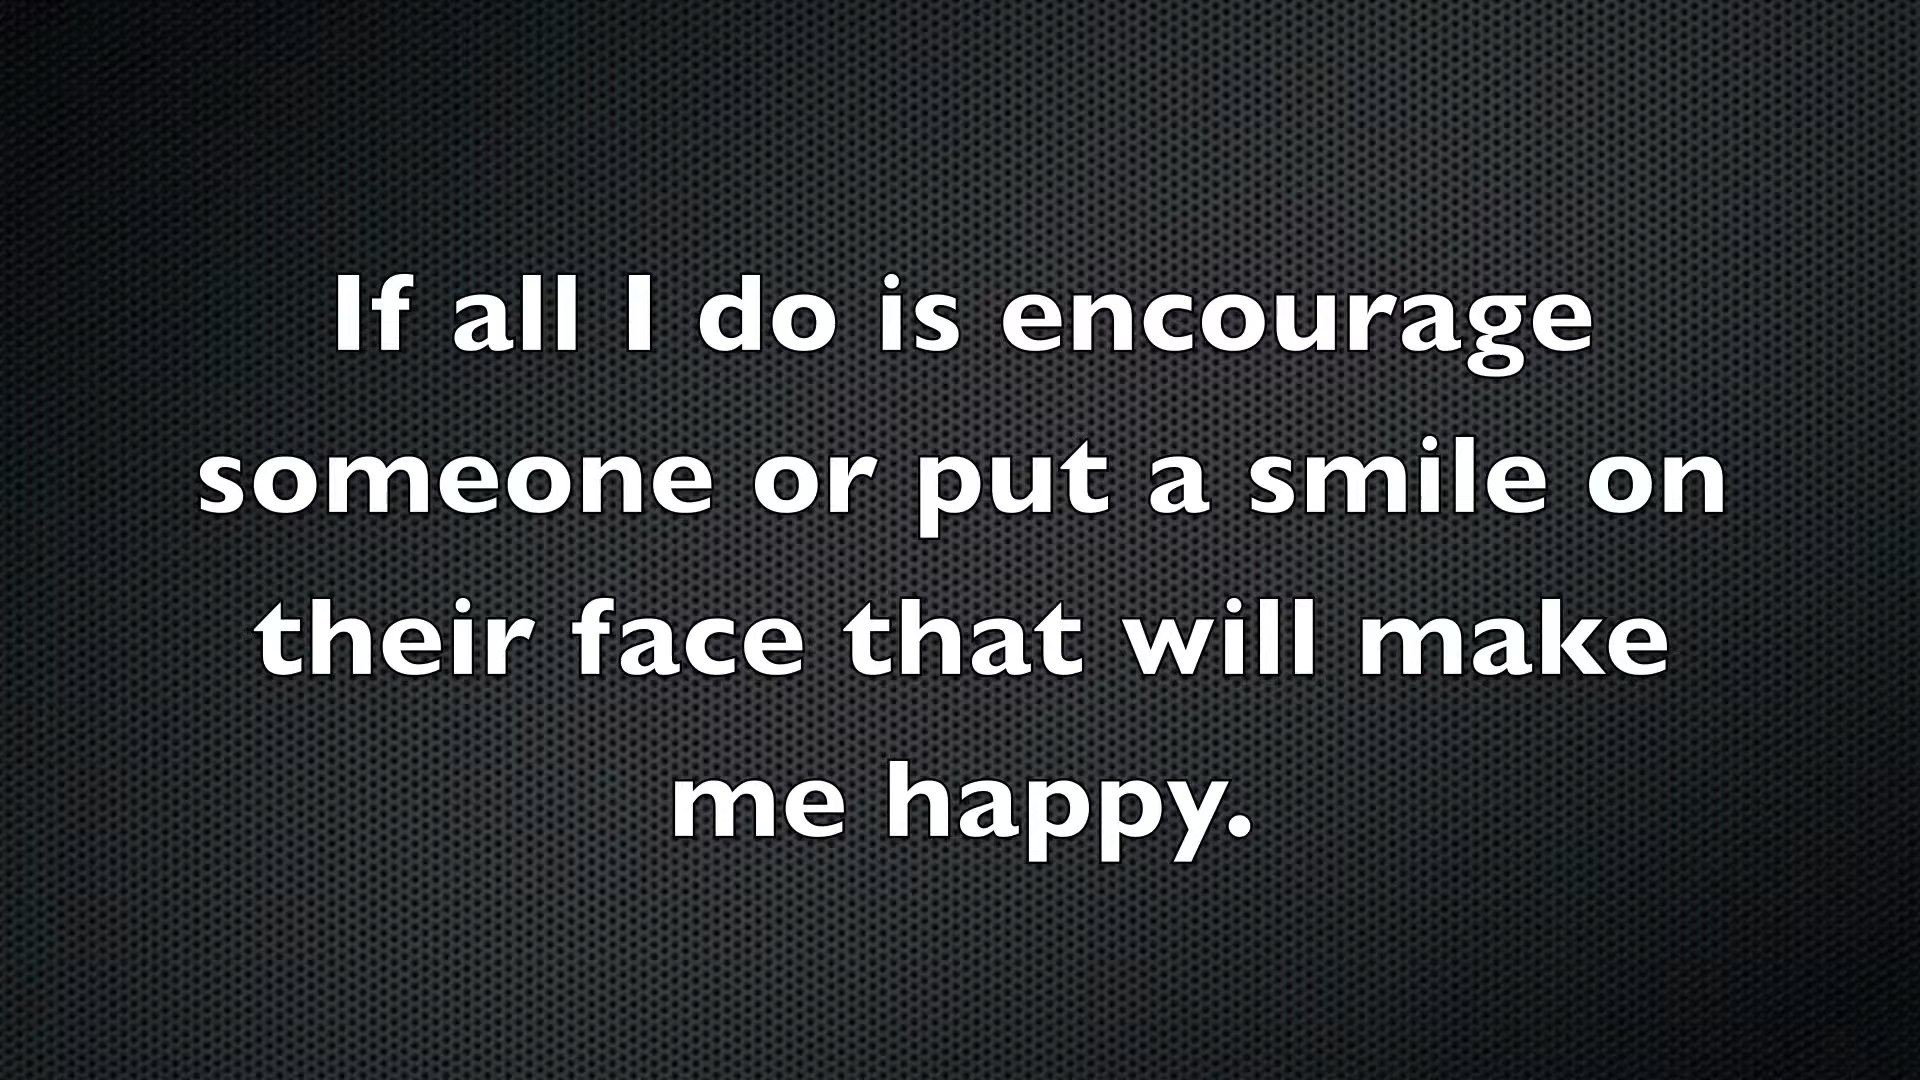 If all I do is encourage
someone or put a smile on
their face that will make
me happy.